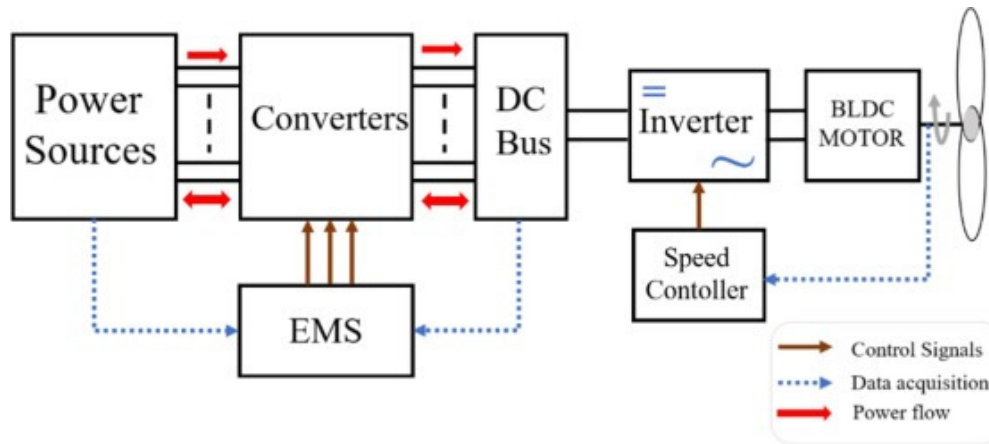 Power
Sources
Converters
DC
Bus
=
Inverter
~
BLDC
MOTOR
Speed
Contoller
EMS
Control Signals
Data acquisition
Power flow